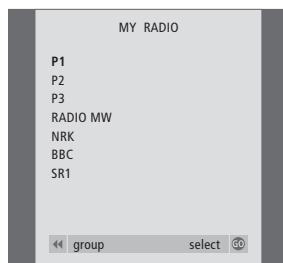 MY RADIO
P1
P2
P3
RADIO MW
NRK
BBC
SR1
group select GO